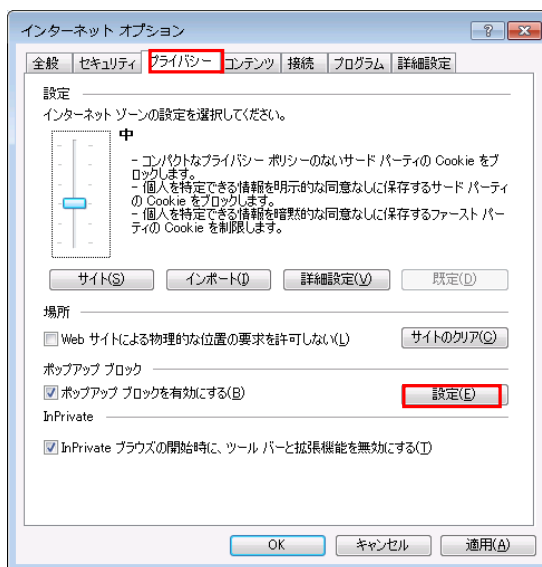 インターネット オプション
全般 セキュリティ プライバシー コンテンツ 接続 プログラム 詳細設定
設定
インターネット ゾーンの設定を選択してください。
中
- コンパクトなプライバシー ポリシーのないサード パーティの Cookie をブ
ロックします。
- 個人を特定できる情報を明示的な同意なしに保存するサード パーティ
の Cookie をブロックします。
- 個人を特定できる情報を暗黙的な同意なしに保存するファースト パー
ティの Cookie を制限します。
サイト(S) インポート(I) 詳細設定(V) 既定(D)
場所
Web サイトによる物理的な位置の要求を許可しない(L) サイトのクリア(C)
ポップアップ ブロック
ポップアップ ブロックを有効にする(B) 設定(E)
InPrivate
InPrivate ブラウズの開始時に、ツール バーと拡張機能を無効にする(T)
OK キャンセル 適用(A)